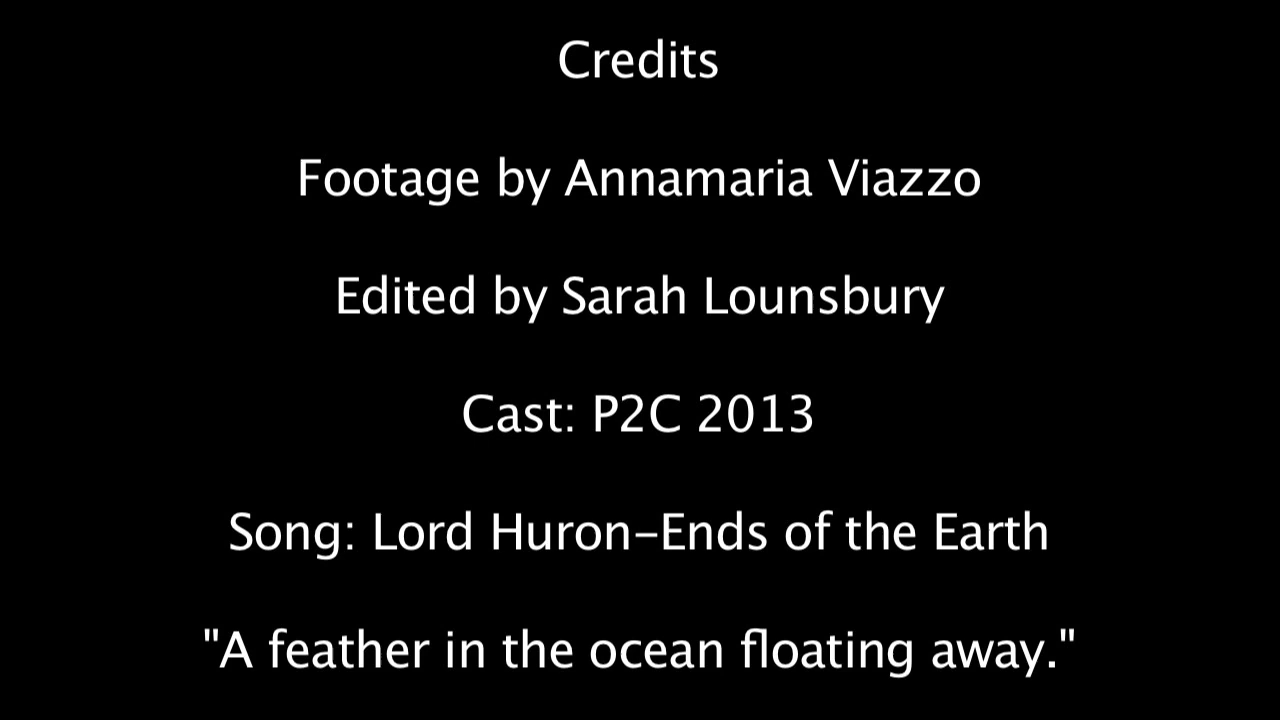 Credits
Footage by Annamaria Viazzo
Edited by Sarah Lounsbury
Cast: P2C 2013
Song: Lord Huron-Ends of the Earth
"A feather in the ocean floating away."